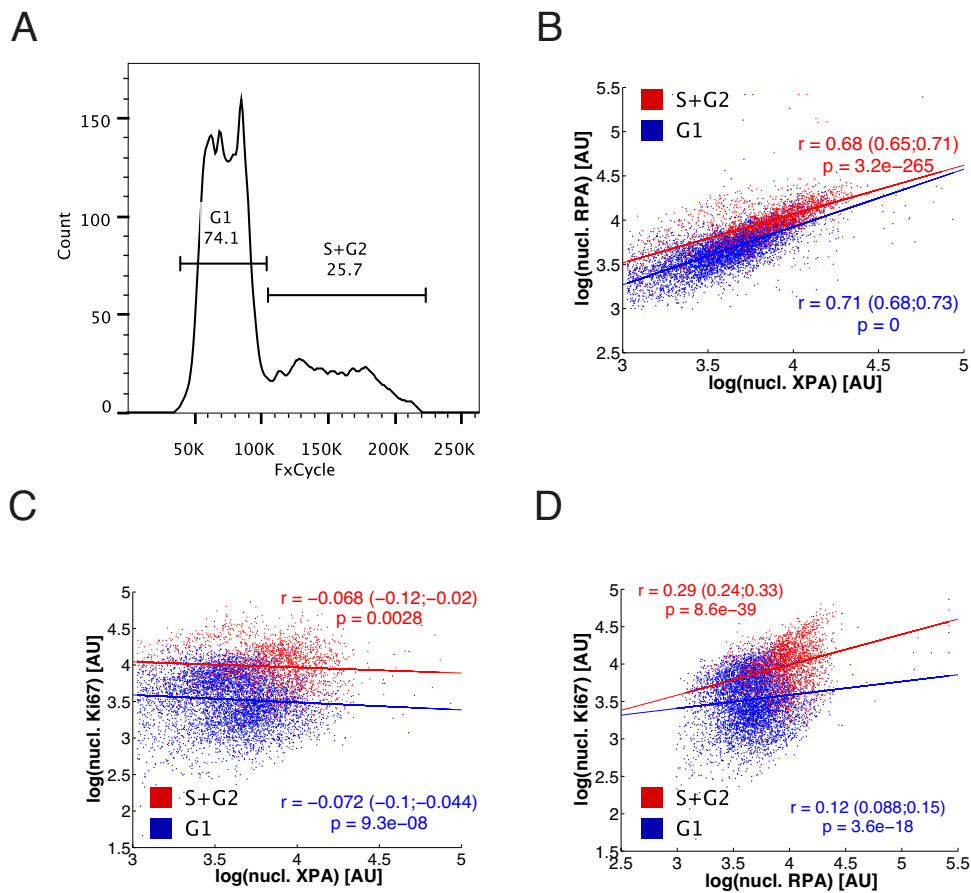 A
Count
150
100
50
0
G1
74.1
S+G2
25.7
50K 100K 150K 200K 250K
FxCycle
B
log(nucl. RPA) [AU]
5.5
5
4.5
4
3.5
3
2.5
S+G2
G1
r = 0.68 (0.65;0.71)
p = 3.2e−265
r = 0.71 (0.68;0.73)
p = 0
3 3.5 4 4.5 5
log(nucl. XPA) [AU]
C
log(nucl. Ki67) [AU]
5
4.5
4
3.5
3
2.5
2
1.5
r = −0.068 (−0.12;−0.02)
p = 0.0028
S+G2
G1
r = −0.072 (−0.1;−0.044)
p = 9.3e−08
3 3.5 4 4.5 5
log(nucl. XPA) [AU]
D
log(nucl. Ki67) [AU]
5
4.5
4
3.5
3
2.5
2
1.5
r = 0.29 (0.24;0.33)
p = 8.6e−39
S+G2
G1
r = 0.12 (0.088;0.15)
p = 3.6e−18
2.5 3 3.5 4 4.5 5 5.5
log(nucl. RPA) [AU]